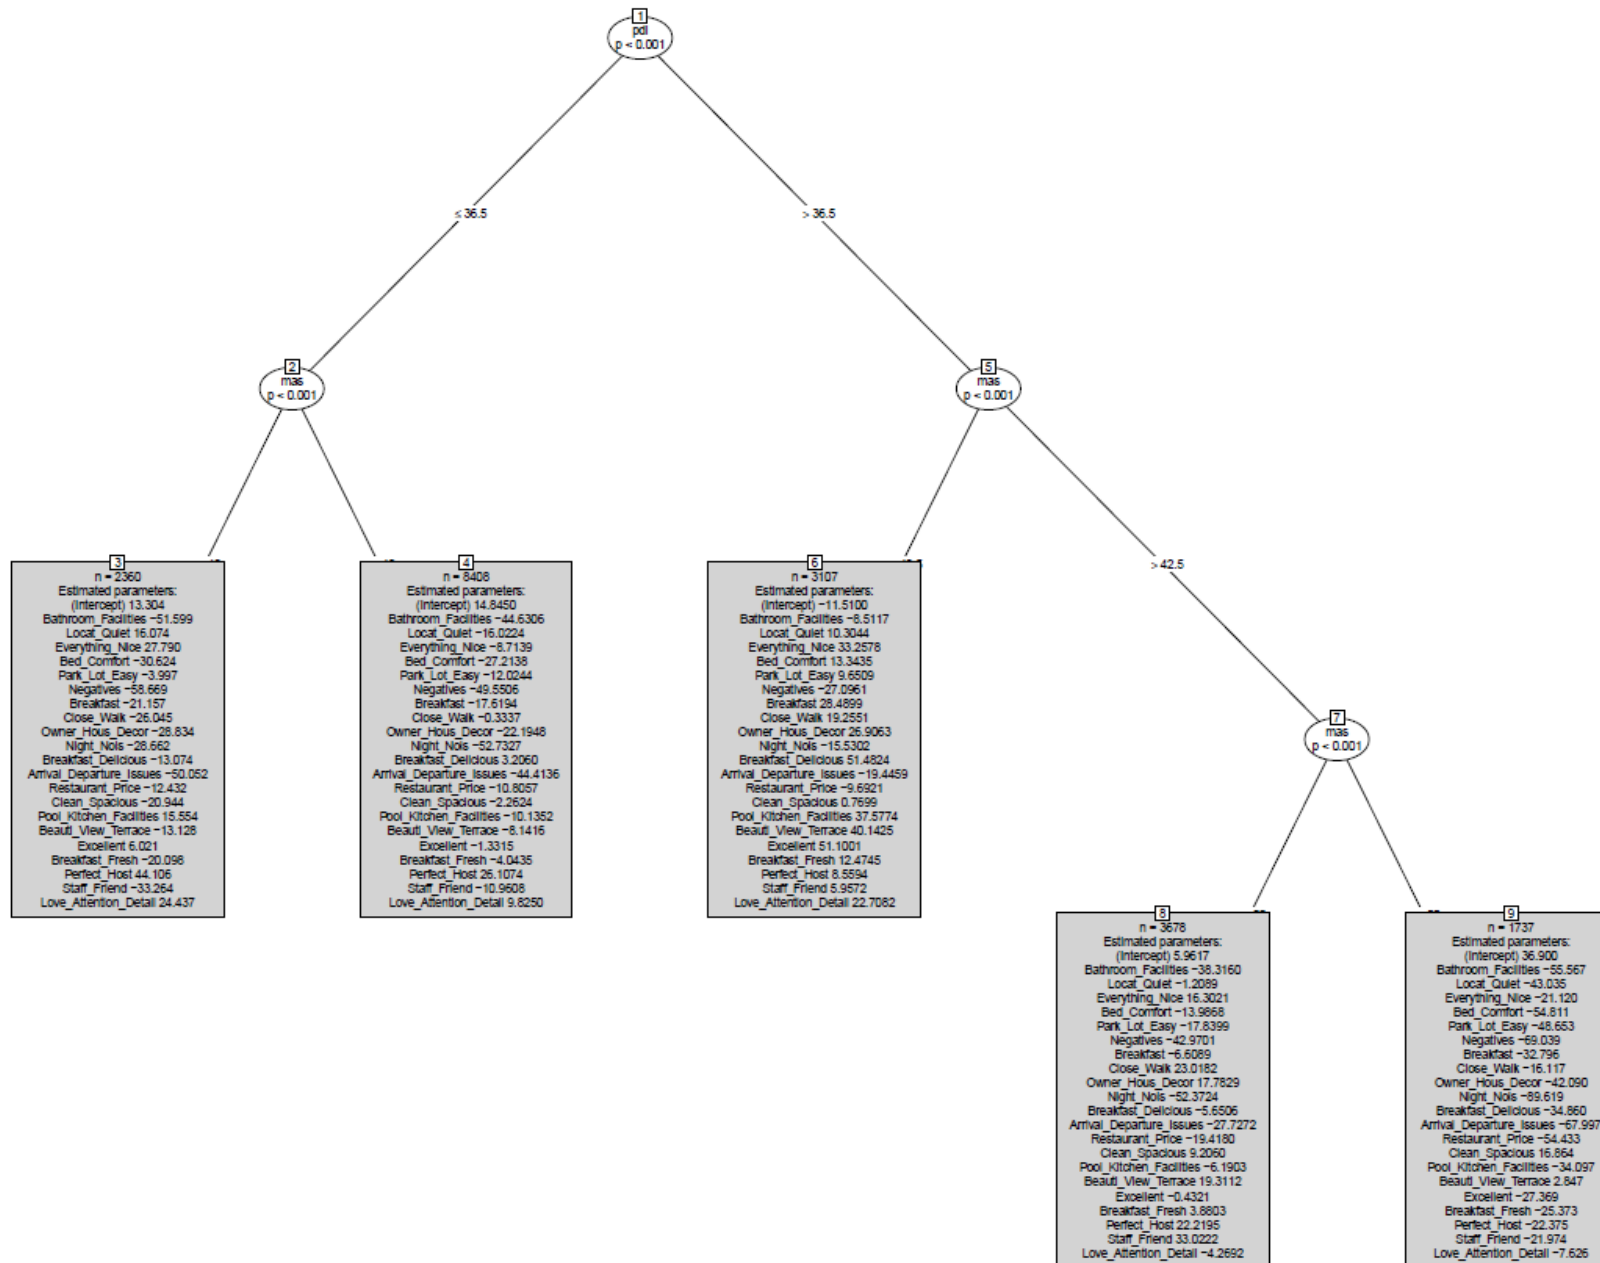 1
pdi
p < 0.001
≤ 36.5
> 36.5
2
mas
p < 0.001
5
mas
p < 0.001
> 42.5
3
n = 2360
Estimated parameters:
(Intercept) 13.304
Bathroom_Facilities −51.599
Locat_Quiet 16.074
Everything_Nice 27.790
Bed_Comfort −30.624
Park_Lot_Easy −3.997
Negatives −58.669
Breakfast −21.157
Close_Walk −26.045
Owner_Hous_Decor −28.834
Night_Nois −28.662
Breakfast_Delicious −13.074
Arrival_Departure_Issues −50.052
Restaurant_Price −12.432
Clean_Spacious −20.944
Pool_Kitchen_Facilities 15.554
Beauti_View_Terrace −13.128
Excellent 6.021
Breakfast_Fresh −20.098
Perfect_Host 44.106
Staff_Friend −33.264
Love_Attention_Detail 24.437
4
n = 8408
Estimated parameters:
(Intercept) 14.8450
Bathroom_Facilities −44.6306
Locat_Quiet −16.0224
Everything_Nice −8.7139
Bed_Comfort −27.2138
Park_Lot_Easy −12.0244
Negatives −49.5506
Breakfast −17.6194
Close_Walk −0.3337
Owner_Hous_Decor −22.1948
Night_Nois −52.7327
Breakfast_Delicious 3.2060
Arrival_Departure_Issues −44.4136
Restaurant_Price −10.8057
Clean_Spacious −2.2624
Pool_Kitchen_Facilities −10.1352
Beauti_View_Terrace −8.1416
Excellent −1.3315
Breakfast_Fresh −4.0435
Perfect_Host 26.1074
Staff_Friend −10.9608
Love_Attention_Detail 9.8250
6
n = 3107
Estimated parameters:
(Intercept) −11.5100
Bathroom_Facilities −8.5117
Locat_Quiet 10.3044
Everything_Nice 33.2578
Bed_Comfort 13.3435
Park_Lot_Easy 9.6509
Negatives −27.0961
Breakfast 28.4899
Close_Walk 19.2551
Owner_Hous_Decor 26.9063
Night_Nois −15.5302
Breakfast_Delicious 51.4824
Arrival_Departure_Issues −19.4459
Restaurant_Price −9.6921
Clean_Spacious 0.7699
Pool_Kitchen_Facilities 37.5774
Beauti_View_Terrace 40.1425
Excellent 51.1001
Breakfast_Fresh 12.4745
Perfect_Host 8.5594
Staff_Friend 5.9572
Love_Attention_Detail 22.7082
7
mas
p < 0.001
8
n = 3678
Estimated parameters:
(Intercept) 5.9617
Bathroom_Facilities −38.3160
Locat_Quiet −1.2089
Everything_Nice 16.3021
Bed_Comfort −13.9868
Park_Lot_Easy −17.8399
Negatives −42.9701
Breakfast −6.6089
Close_Walk 23.0182
Owner_Hous_Decor 17.7829
Night_Nois −52.3724
Breakfast_Delicious −5.6506
Arrival_Departure_Issues −27.7272
Restaurant_Price −19.4180
Clean_Spacious 9.2060
Pool_Kitchen_Facilities −6.1903
Beauti_View_Terrace 19.3112
Excellent −0.4321
Breakfast_Fresh 3.8803
Perfect_Host 22.2195
Staff_Friend 33.0222
Love_Attention_Detail −4.2692
9
n = 1737
Estimated parameters:
(Intercept) 36.900
Bathroom_Facilities −55.567
Locat_Quiet −43.035
Everything_Nice −21.120
Bed_Comfort −54.811
Park_Lot_Easy −48.653
Negatives −69.039
Breakfast −32.796
Close_Walk −16.117
Owner_Hous_Decor −42.090
Night_Nois −89.619
Breakfast_Delicious −34.860
Arrival_Departure_Issues −67.997
Restaurant_Price −54.433
Clean_Spacious 16.864
Pool_Kitchen_Facilities −34.097
Beauti_View_Terrace 2.847
Excellent −27.369
Breakfast_Fresh −25.373
Perfect_Host −22.375
Staff_Friend −21.974
Love_Attention_Detail −7.626